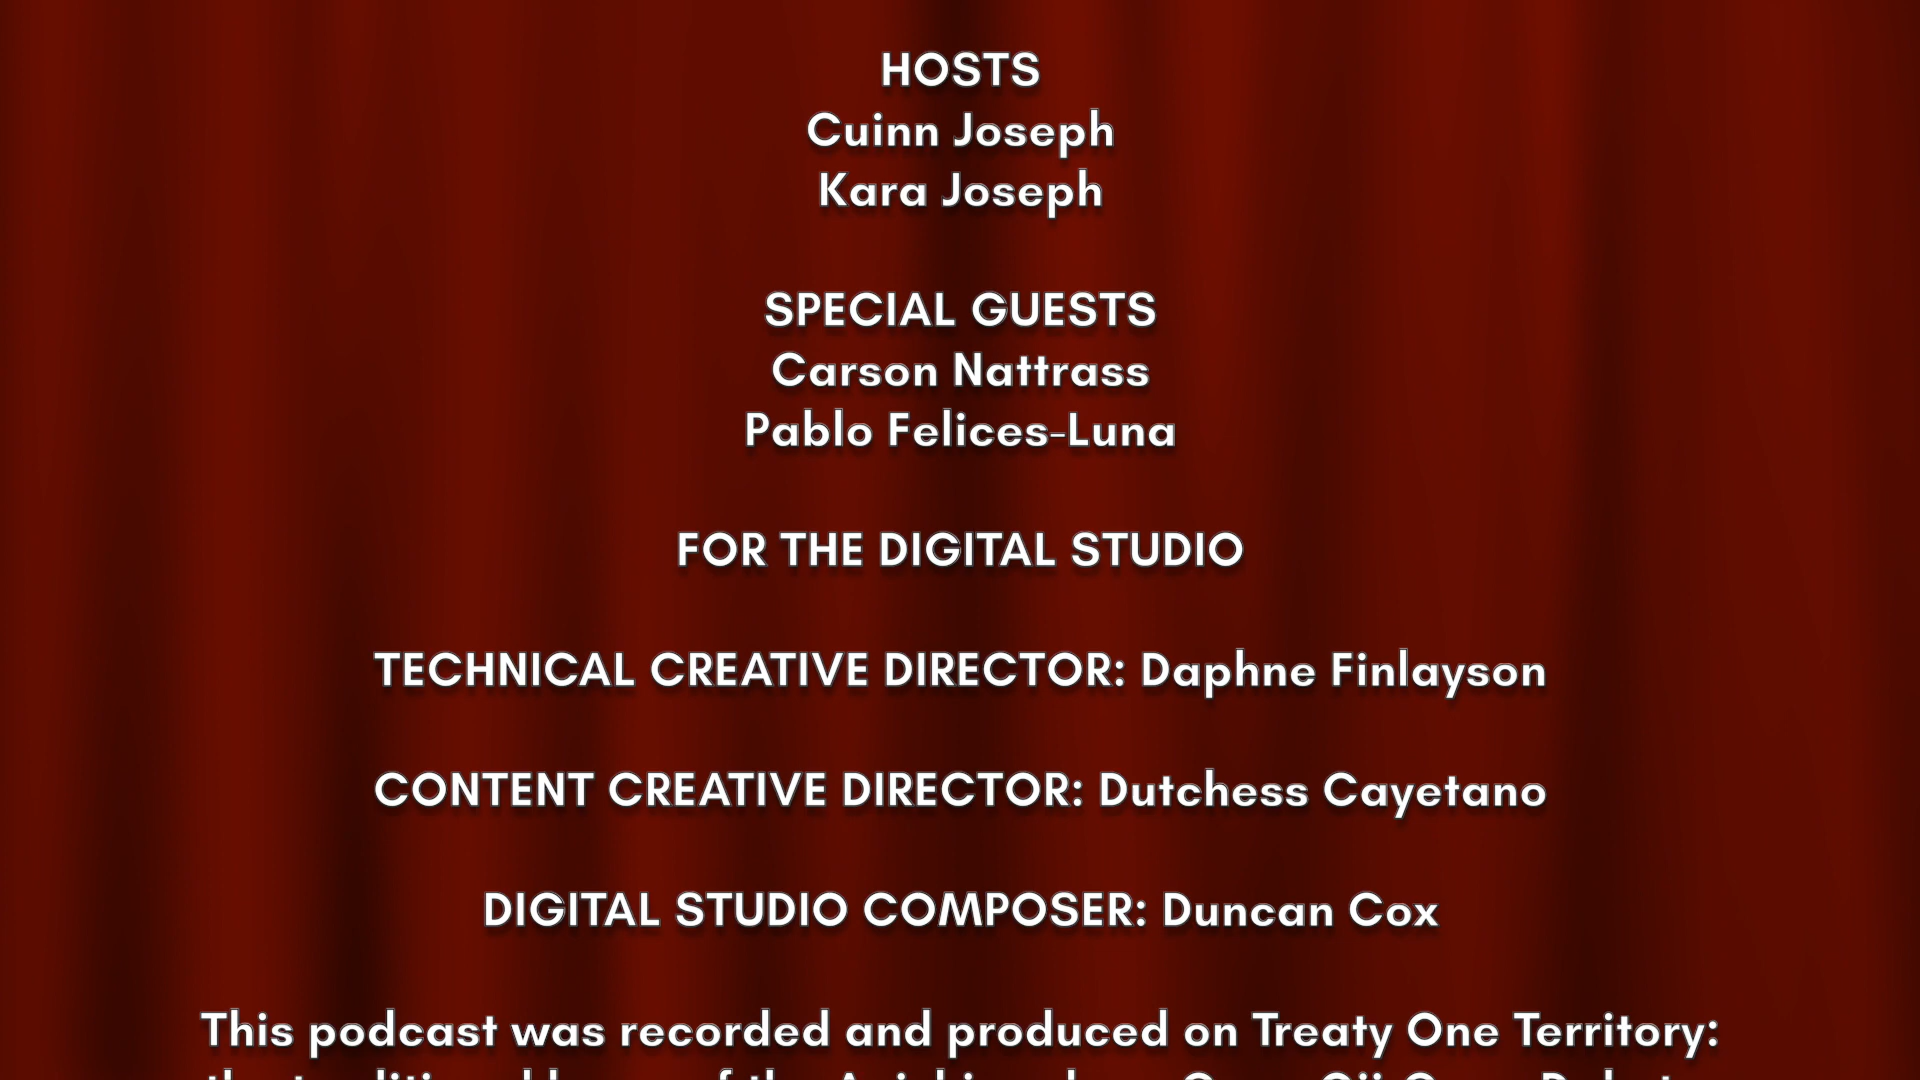 HOSTS
Cuinn Joseph
Kara Joseph
SPECIAL GUESTS
Carson Nattrass
Pablo Felices-Luna
FOR THE DIGITAL STUDIO
TECHNICAL CREATIVE DIRECTOR: Daphne Finlayson
CONTENT CREATIVE DIRECTOR: Dutchess Cayetano
DIGITAL STUDIO COMPOSER: Duncan Cox
This podcast was recorded and produced on Treaty One Territory: